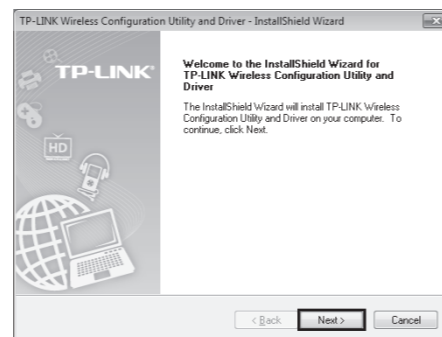 TP-LINK Wireless Configuration Utility and Driver - InstallShield Wizard
TP-LINK
HD
Welcome to the InstallShield Wizard for
TP-LINK Wireless Configuration Utility and
Driver
The InstallShield Wizard will install TP-LINK Wireless
Configuration Utility and Driver on your computer. To
continue, click Next.
< Back
Next >
Cancel